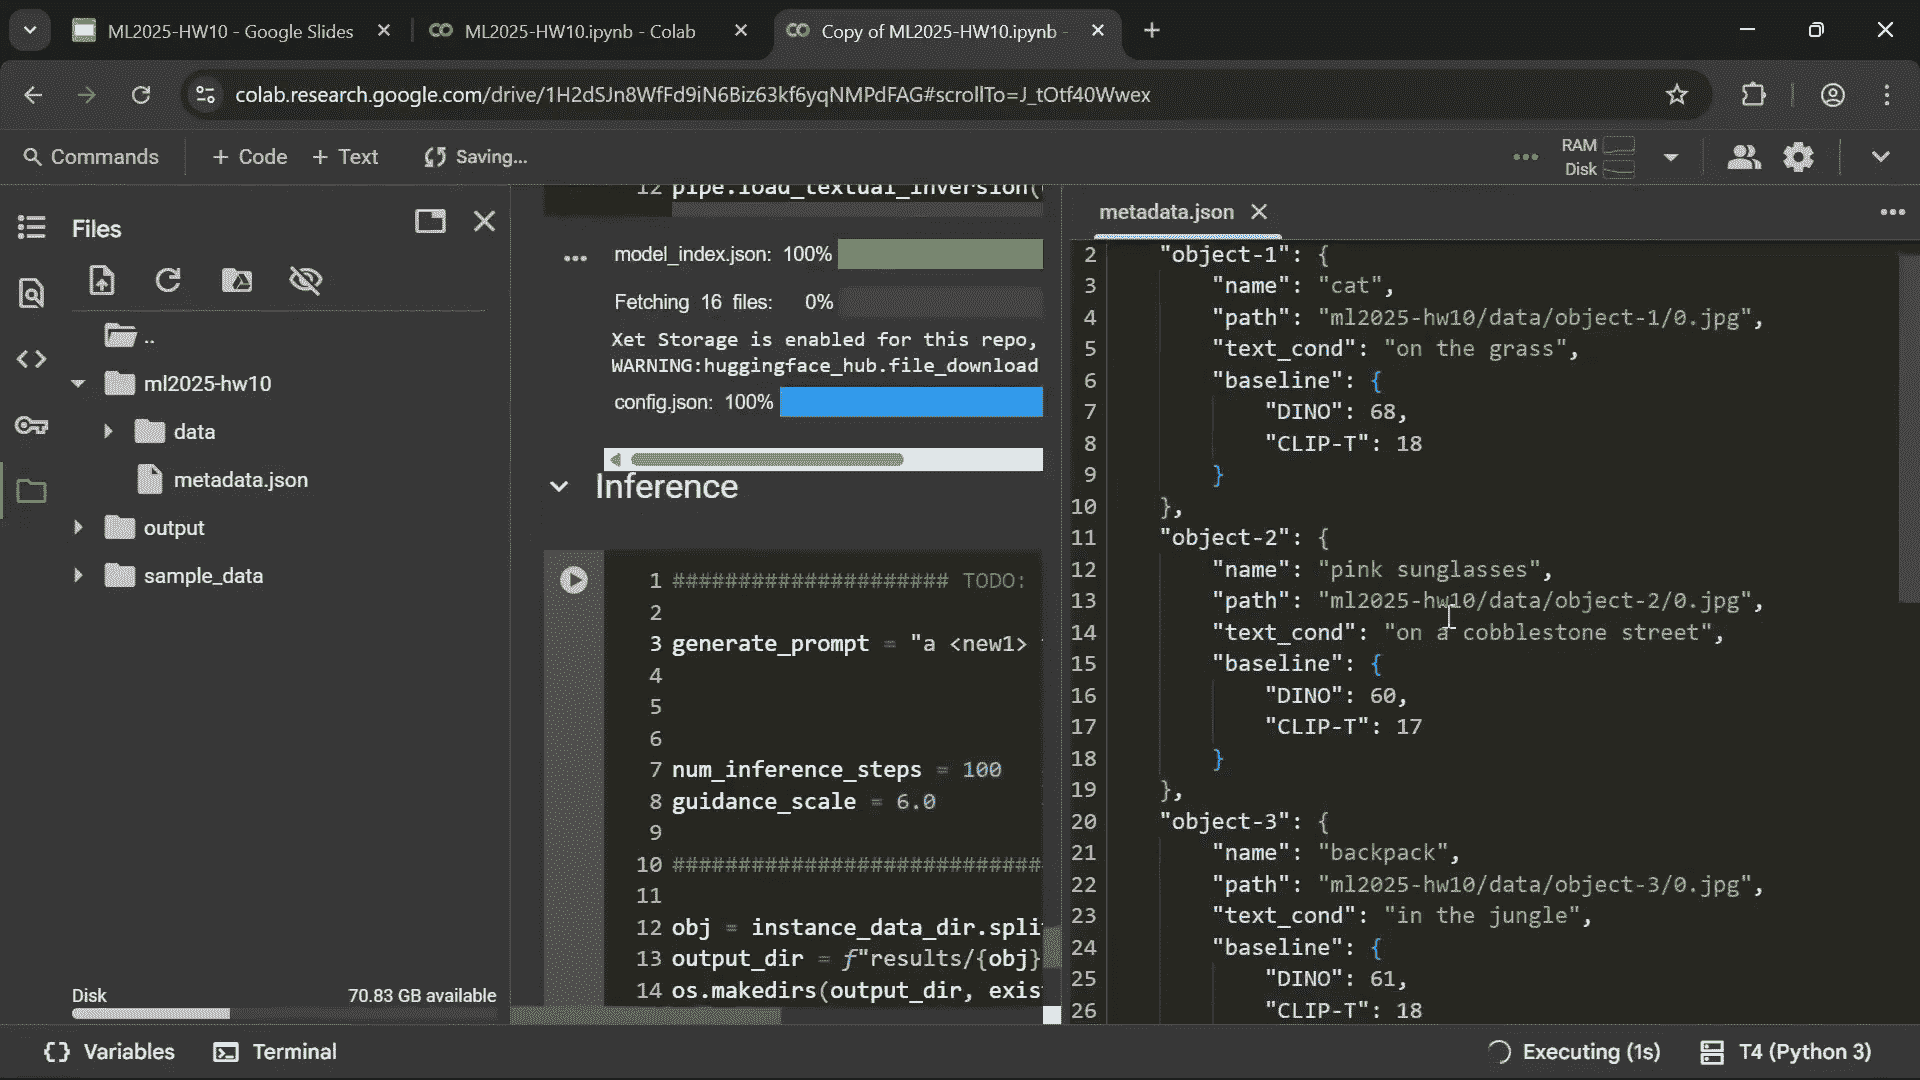 ML2025-HW10 - Google Slides
ML2025-HW10.ipynb - Colab
Copy of ML2025-HW10.ipynb -
colab.research.google.com/drive/1H2dSJn8WfFd9iN6Biz63kf6yqNMPdFAG#scrollTo=J_tOtf40Wwex
Commands
+ Code
+ Text
Saving...
RAM
Disk
Files
..
ml2025-hw10
data
metadata.json
output
sample_data
Disk
70.83 GB available
12 pipe.load_textual_inversion(
model_index.json: 100%
Fetching 16 files: 0%
Xet Storage is enabled for this repo,
WARNING:huggingface_hub.file_download
config.json: 100%
Inference
1 ##################### TODO:
2
3 generate_prompt = "a <new1>
4
5
6
7 num_inference_steps = 100
8 guidance_scale = 6.0
9
10 ############################
11
12 obj = instance_data_dir.spli
13 output_dir = f"results/{obj}
14 os.makedirs(output_dir, exis
metadata.json
2 "object-1": {
3 "name": "cat",
4 "path": "ml2025-hw10/data/object-1/0.jpg",
5 "text_cond": "on the grass",
6 "baseline": {
7 "DINO": 68,
8 "CLIP-T": 18
9 }
10 },
11 "object-2": {
12 "name": "pink sunglasses",
13 "path": "ml2025-hw10/data/object-2/0.jpg",
14 "text_cond": "on a cobblestone street",
15 "baseline": {
16 "DINO": 60,
17 "CLIP-T": 17
18 }
19 },
20 "object-3": {
21 "name": "backpack",
22 "path": "ml2025-hw10/data/object-3/0.jpg",
23 "text_cond": "in the jungle",
24 "baseline": {
25 "DINO": 61,
26 "CLIP-T": 18
Variables
Terminal
Executing (1s)
T4 (Python 3)